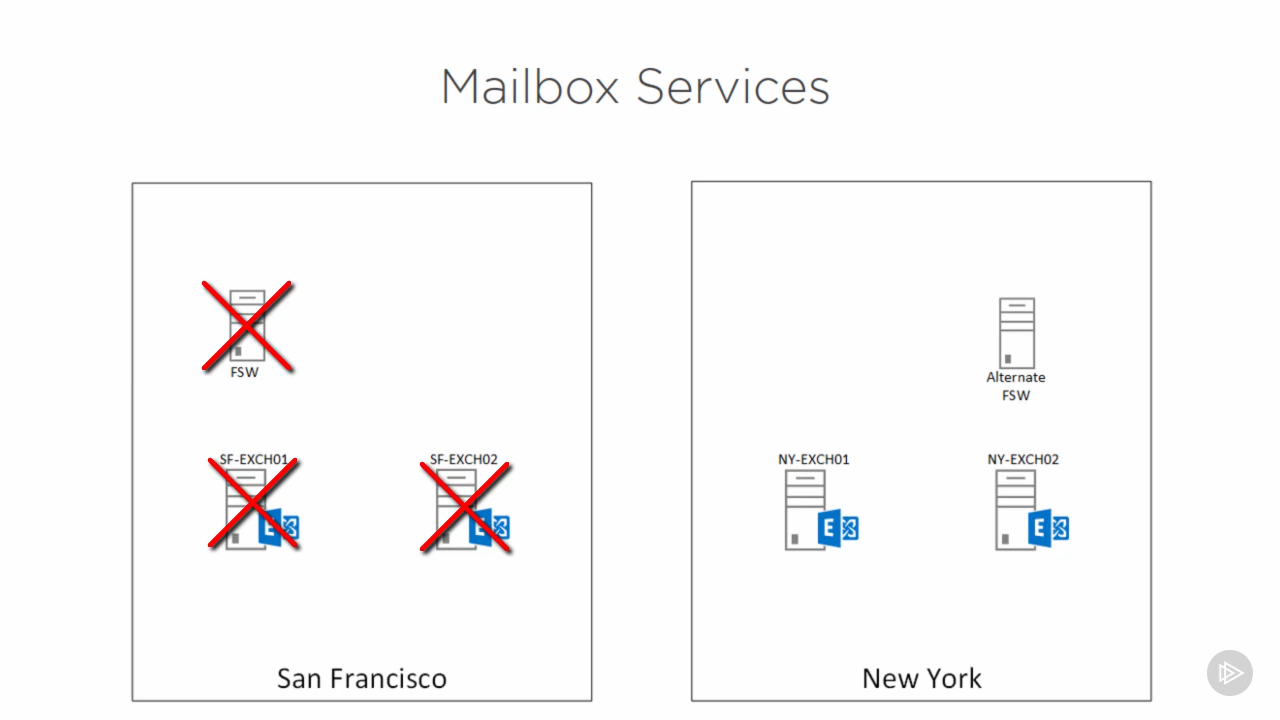 Mailbox Services
FSW
SF-EXCH01
SF-EXCH02
San Francisco
Alternate
FSW
NY-EXCH01
NY-EXCH02
New York